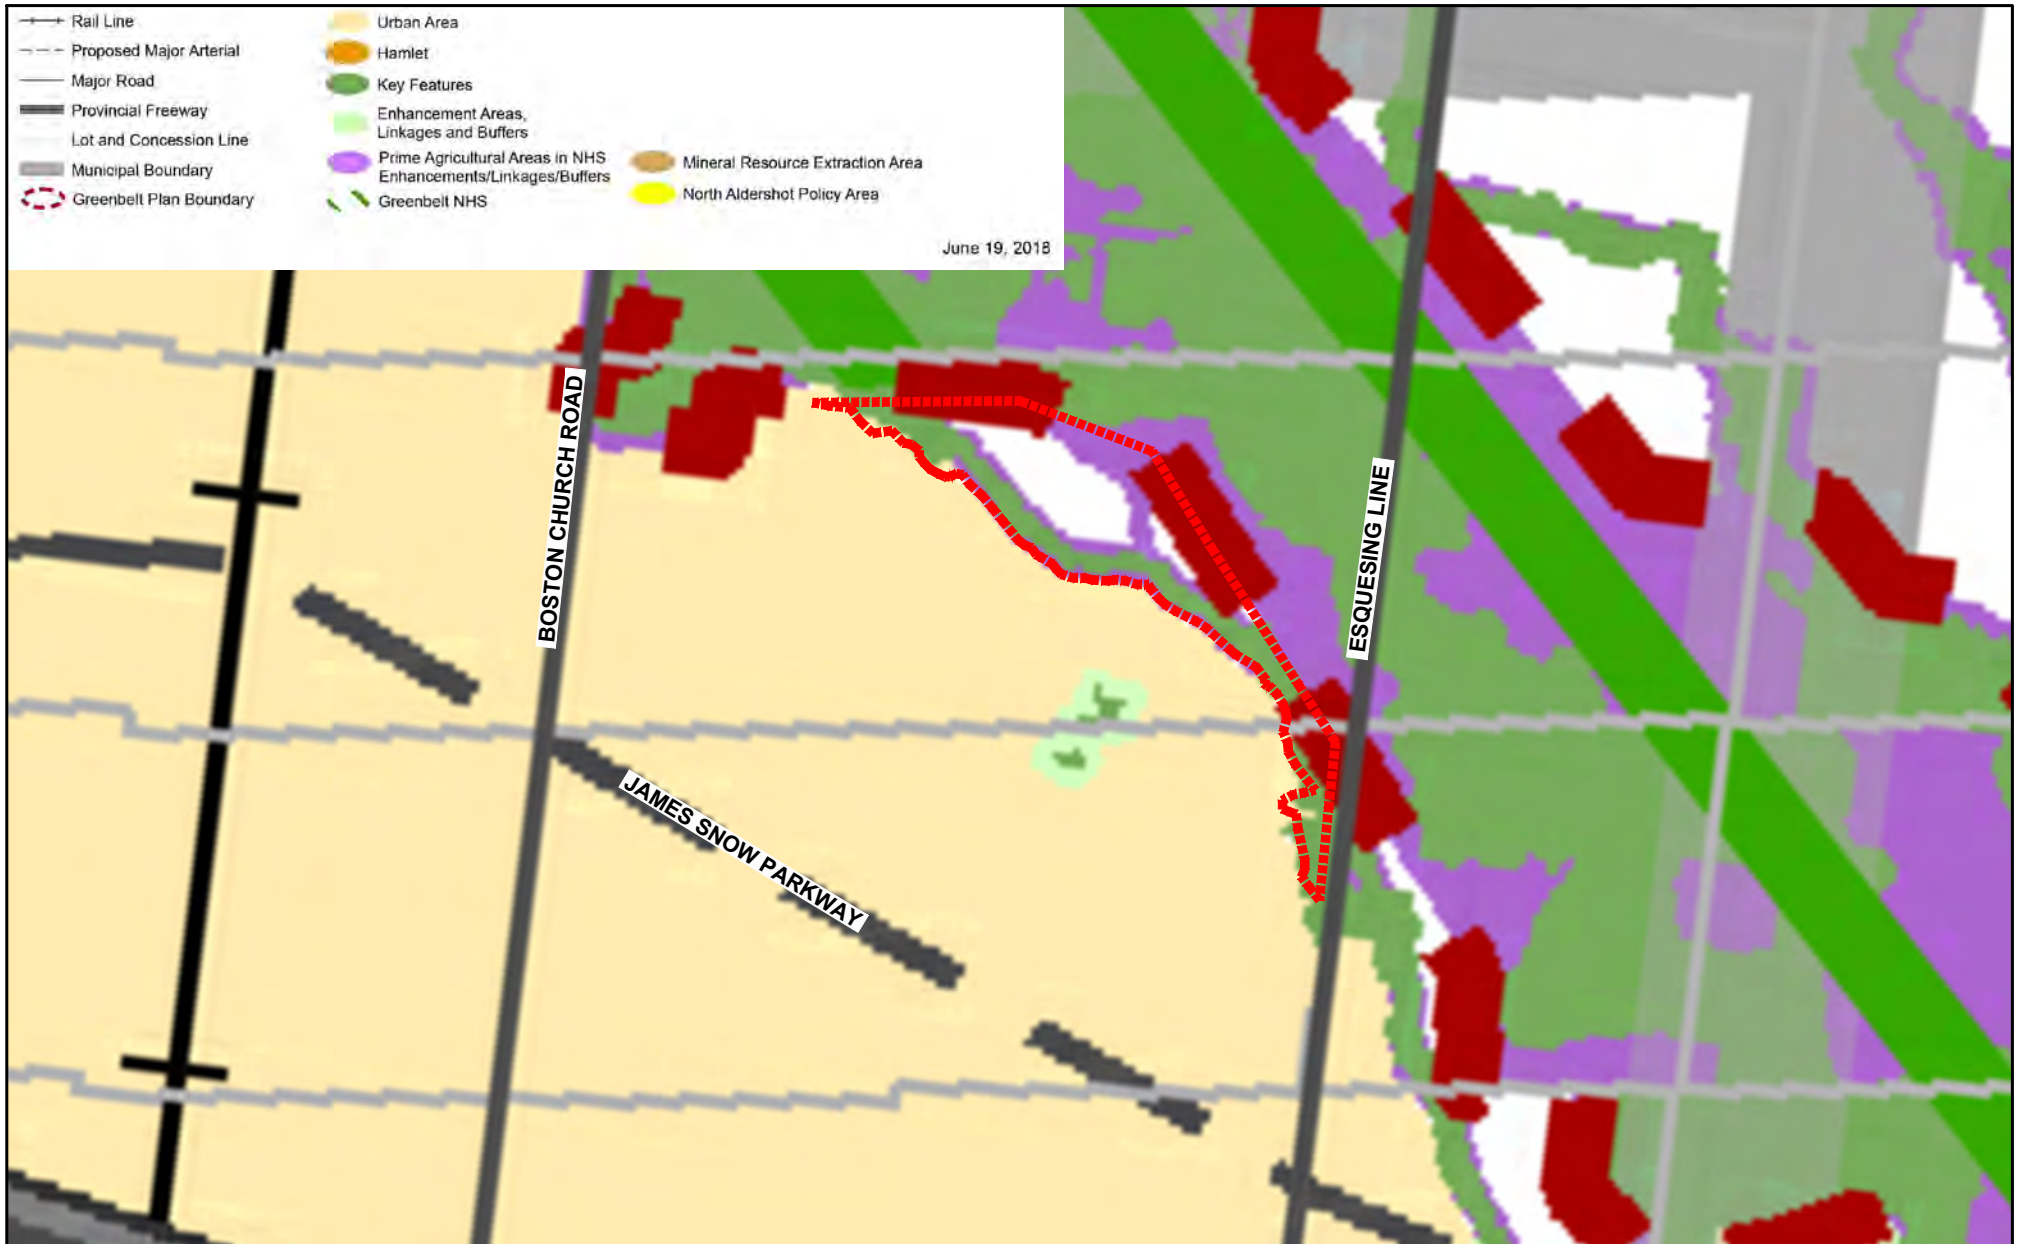 Rail Line
Proposed Major Arterial
Major Road
Provincial Freeway
Lot and Concession Line
Municipal Boundary
Greenbelt Plan Boundary
Urban Area
Hamlet
Key Features
Enhancement Areas,
Linkages and Buffers
Prime Agricultural Areas in NHS
Enhancements/Linkages/Buffers
Greenbelt NHS
Mineral Resource Extraction Area
North Aldershot Policy Area
June 19, 2018
BOSTON CHURCH ROAD
ESQUESING LINE
JAMES SNOW PARKWAY